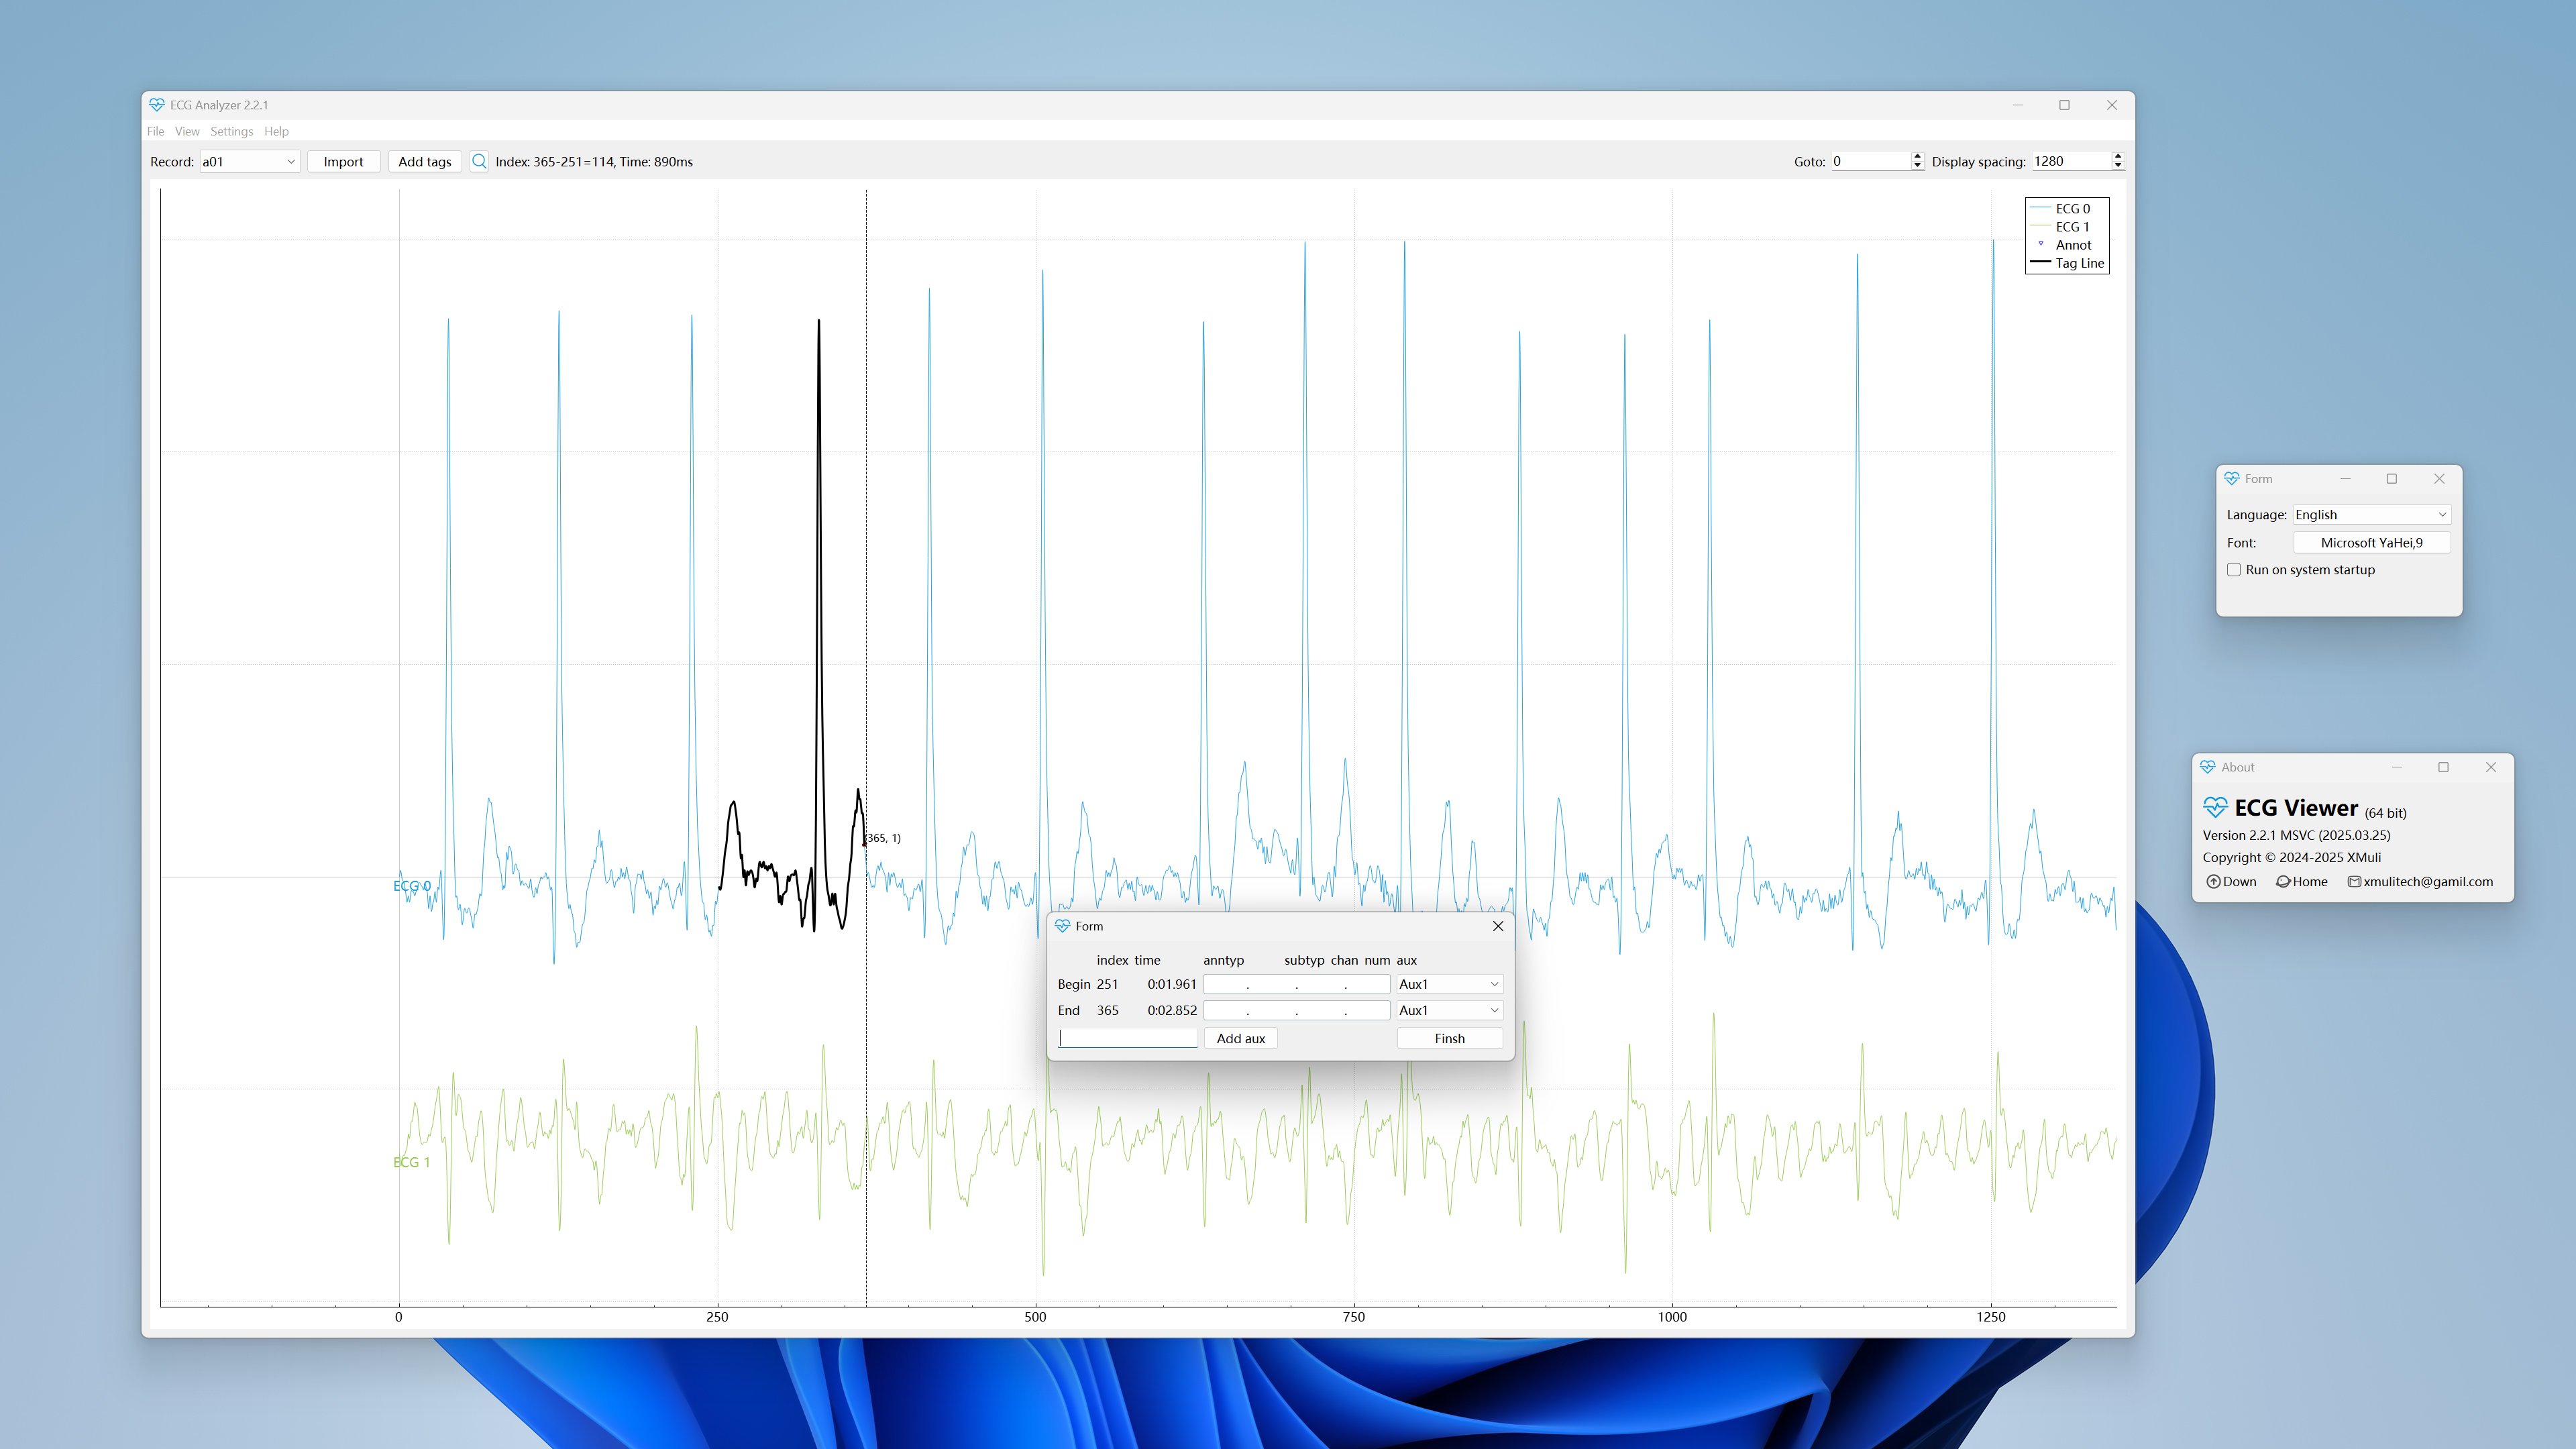 ECG Analyzer 2.2.1
File View Settings Help
Record: a01 Import Add tags Index: 365-251=114, Time: 890ms Goto: 0 Display spacing: 1280
ECG 0
ECG 1
Annot
Tag Line
(365, 1)
ECG 0
ECG 1
0 250 500 750 1000 1250
Form
index time anntyp subtyp chan num aux
Begin 251 0:01.961 . . . Aux1
End 365 0:02.852 . . . Aux1
Add aux Finsh
Form
Language: English
Font: Microsoft YaHei,9
Run on system startup
About
ECG Viewer (64 bit)
Version 2.2.1 MSVC (2025.03.25)
Copyright © 2024-2025 XMuli
Down Home xmulitech@gamil.com